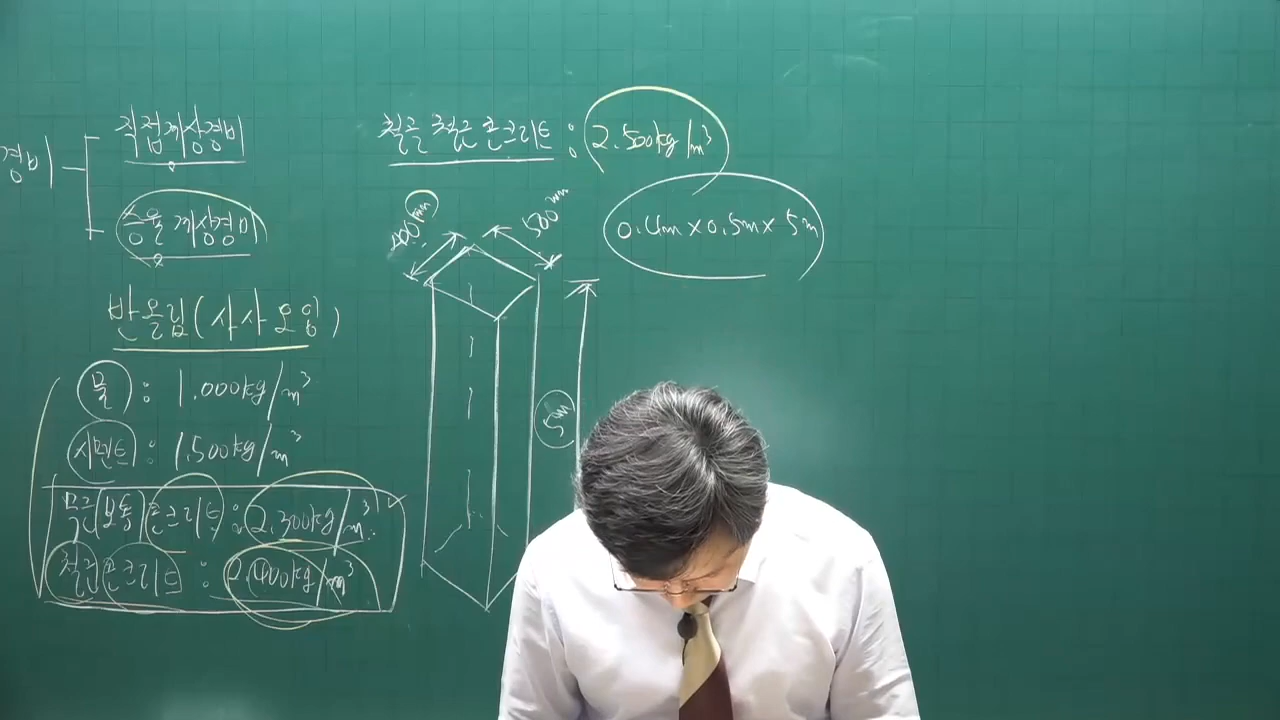 경비
직접계상경비
승율계상경비
반올림(사사오입)
물 : 1.000kg/m³
시멘트 : 1.500kg/m³
무근(보통)콘크리트 : 2.300kg/m³
철근콘크리트 : 2.400kg/m³
철골 철근 콘크리트 : 2.500kg/m³
0.4m×0.5m×5m
400mm
500mm
5m